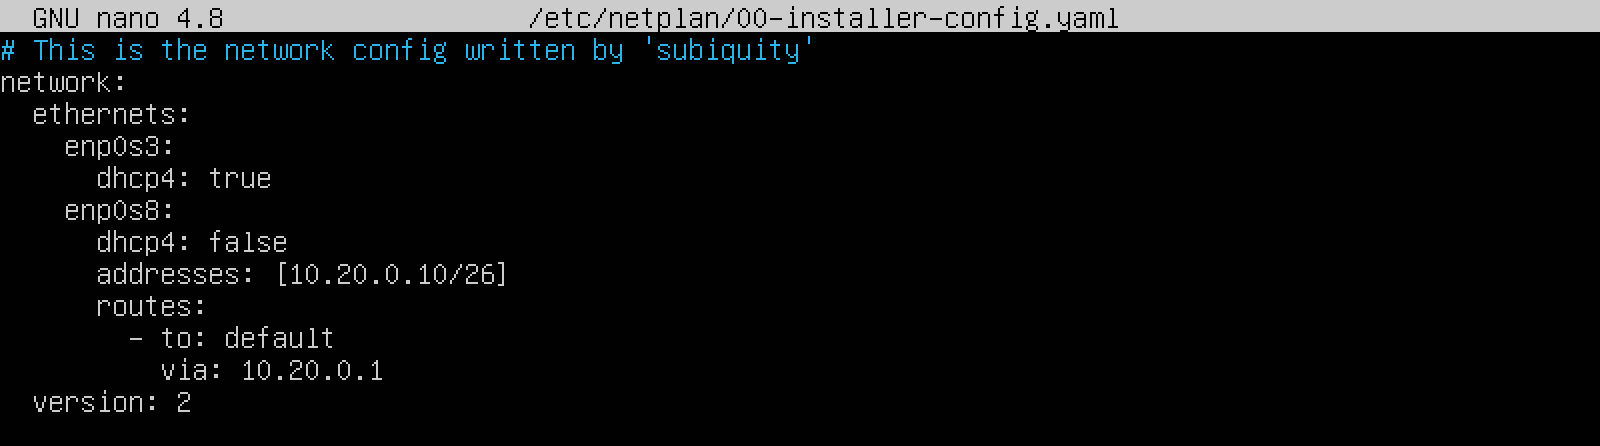 GNU nano 4.8 /etc/netplan/00-installer-config.yaml
# This is the network config written by 'subiquity'
network:
  ethernets:
    enp0s3:
      dhcp4: true
    enp0s8:
      dhcp4: false
      addresses: [10.20.0.10/26]
      routes:
        - to: default
          via: 10.20.0.1
  version: 2